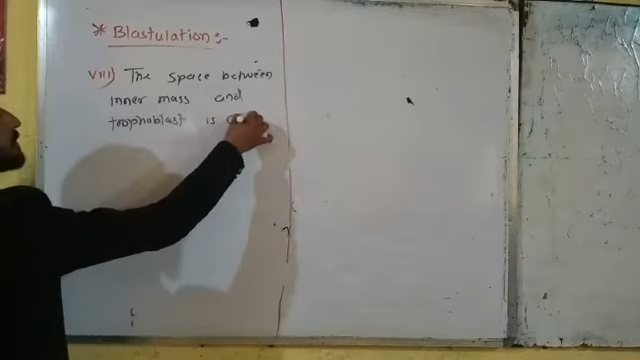 * Blastulation :-
VIII) The space between
inner mass and
trophoblast is